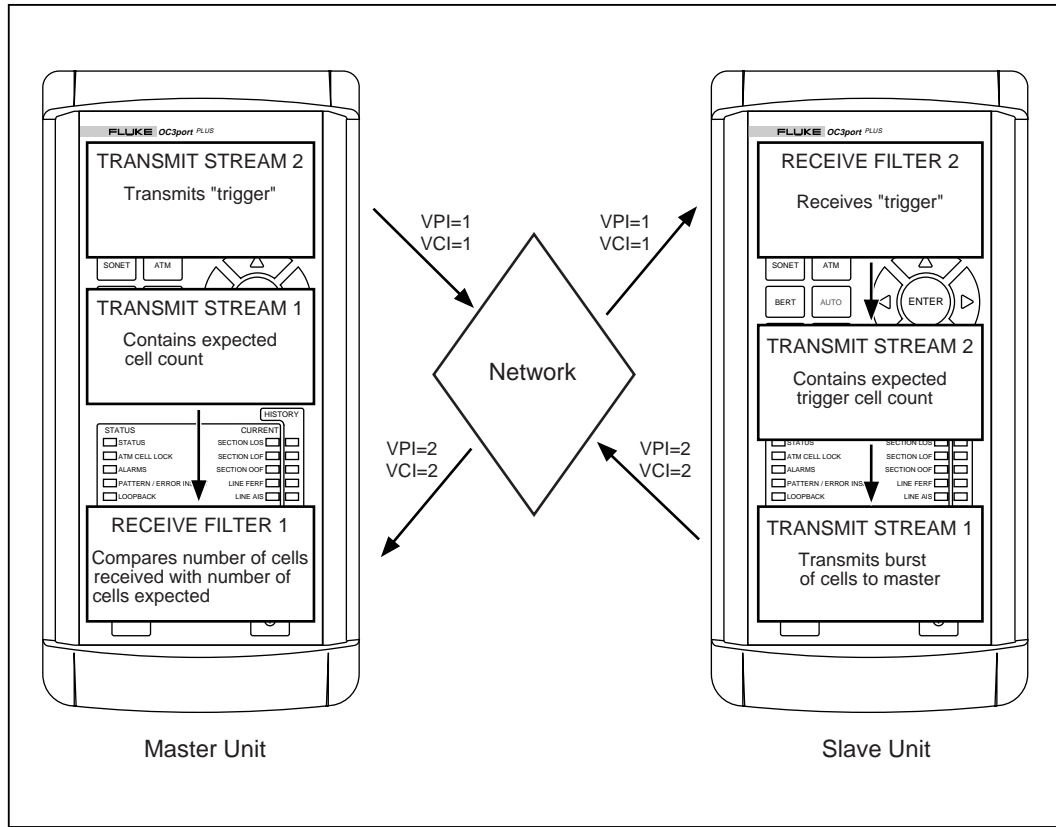 FLUKE OC3port PLUS
TRANSMIT STREAM 2
Transmits "trigger"
SONET
ATM
TRANSMIT STREAM 1
Contains expected
cell count
HISTORY
STATUS
CURRENT
STATUS
SECTION LOS
ATM CELL LOCK
SECTION LOF
ALARMS
SECTION OOF
PATTERN / ERROR INS
LINE FERF
LOOPBACK
LINE AIS
RECEIVE FILTER 1
Compares number of cells
received with number of
cells expected
Master Unit
VPI=1
VCI=1
VPI=1
VCI=1
Network
VPI=2
VCI=2
VPI=2
VCI=2
FLUKE OC3port PLUS
RECEIVE FILTER 2
Receives "trigger"
SONET
ATM
BERT
AUTO
ENTER
TRANSMIT STREAM 2
Contains expected
trigger cell count
STATUS
SECTION LOS
ATM CELL LOCK
SECTION LOF
ALARMS
SECTION OOF
PATTERN / ERROR INS
LINE FERF
LOOPBACK
LINE AIS
TRANSMIT STREAM 1
Transmits burst
of cells to master
Slave Unit